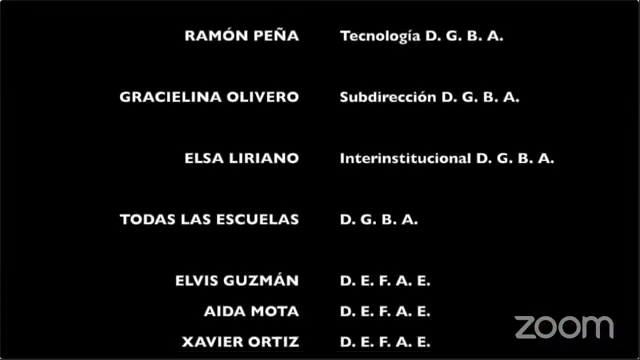 RAMÓN PEÑA Tecnología D. G. B. A.
GRACIELINA OLIVERO Subdirección D. G. B. A.
ELSA LIRIANO Interinstitucional D. G. B. A.
TODAS LAS ESCUELAS D. G. B. A.
ELVIS GUZMÁN D. E. F. A. E.
AIDA MOTA D. E. F. A. E.
XAVIER ORTIZ D. E. F. A. E.
zoom